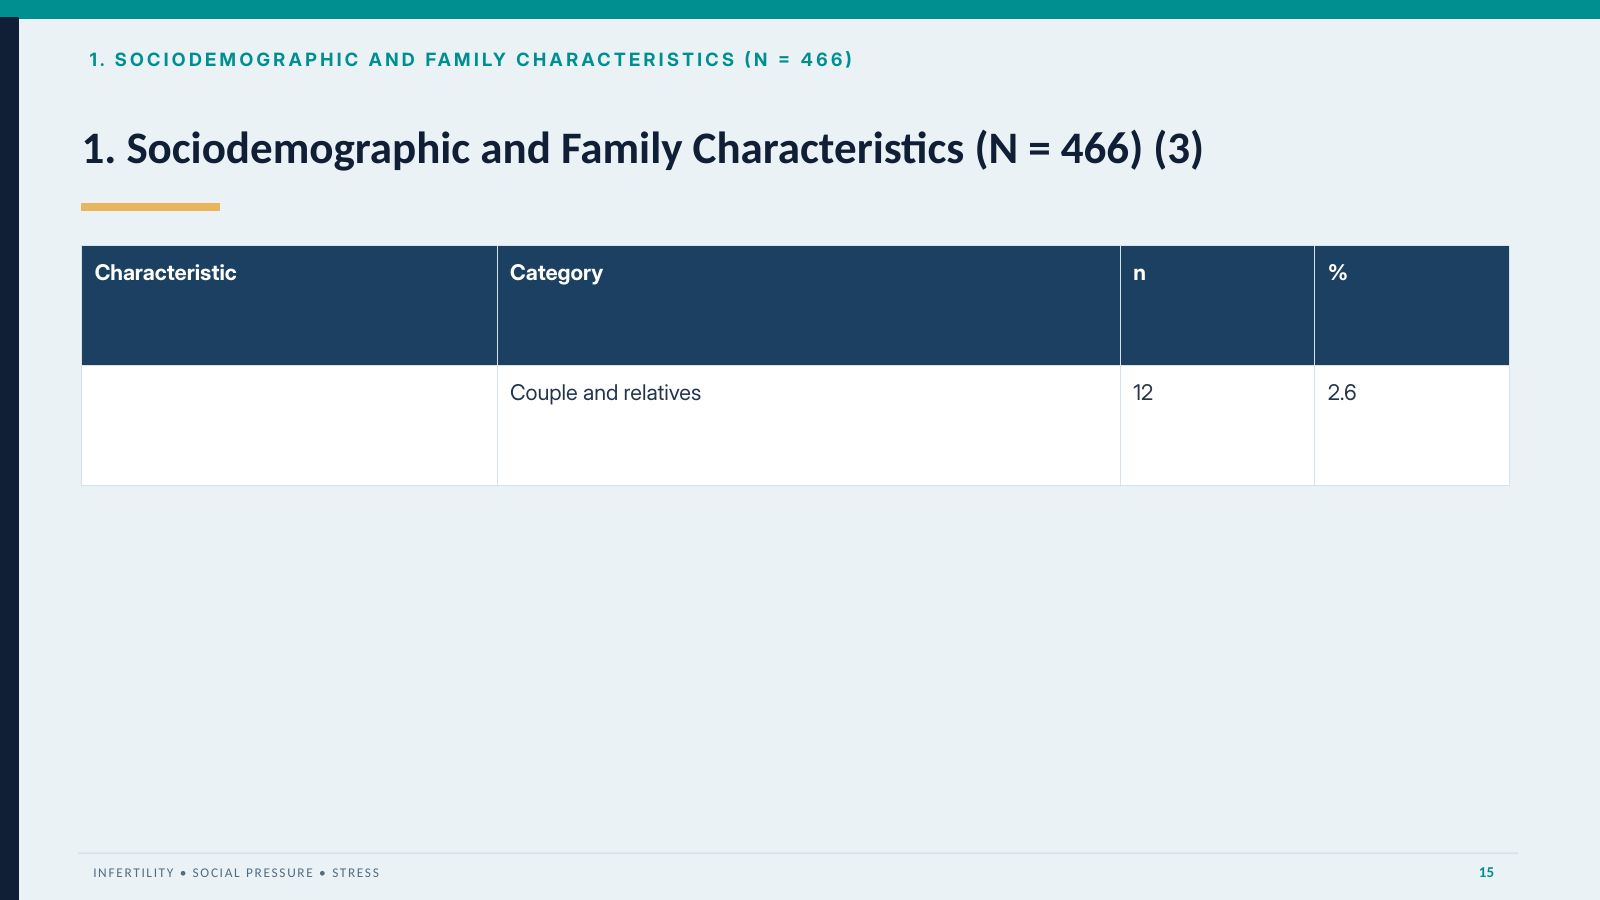 1. SOCIODEMOGRAPHIC AND FAMILY CHARACTERISTICS (N = 466)
1. Sociodemographic and Family Characteristics (N = 466) (3)
Characteristic Category n %
Couple and relatives 12 2.6
INFERTILITY • SOCIAL PRESSURE • STRESS 15